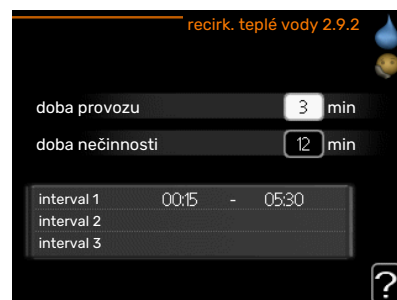 recirk. teplé vody 2.9.2
doba provozu 3 min
doba nečinnosti 12 min
interval 1 00:15 - 05:30
interval 2
interval 3
?